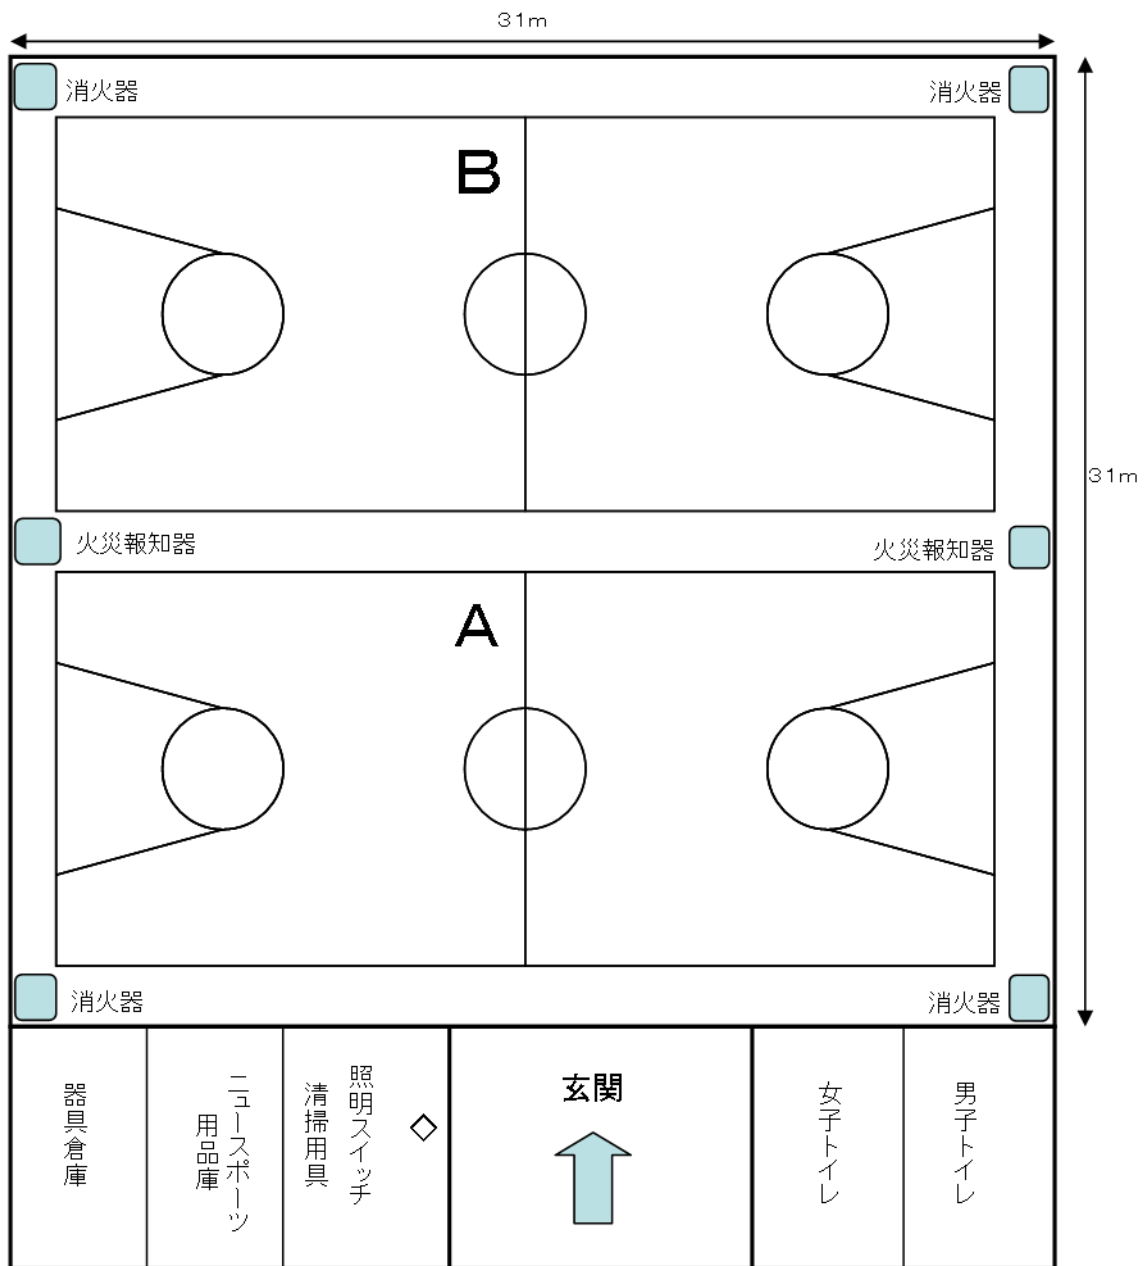 31m
消火器
消火器
B
31m
火災報知器
火災報知器
A
消火器
消火器
器具倉庫
ニュースポーツ
用品庫
照明スイッチ
清掃用具
玄関
女子トイレ
男子トイレ